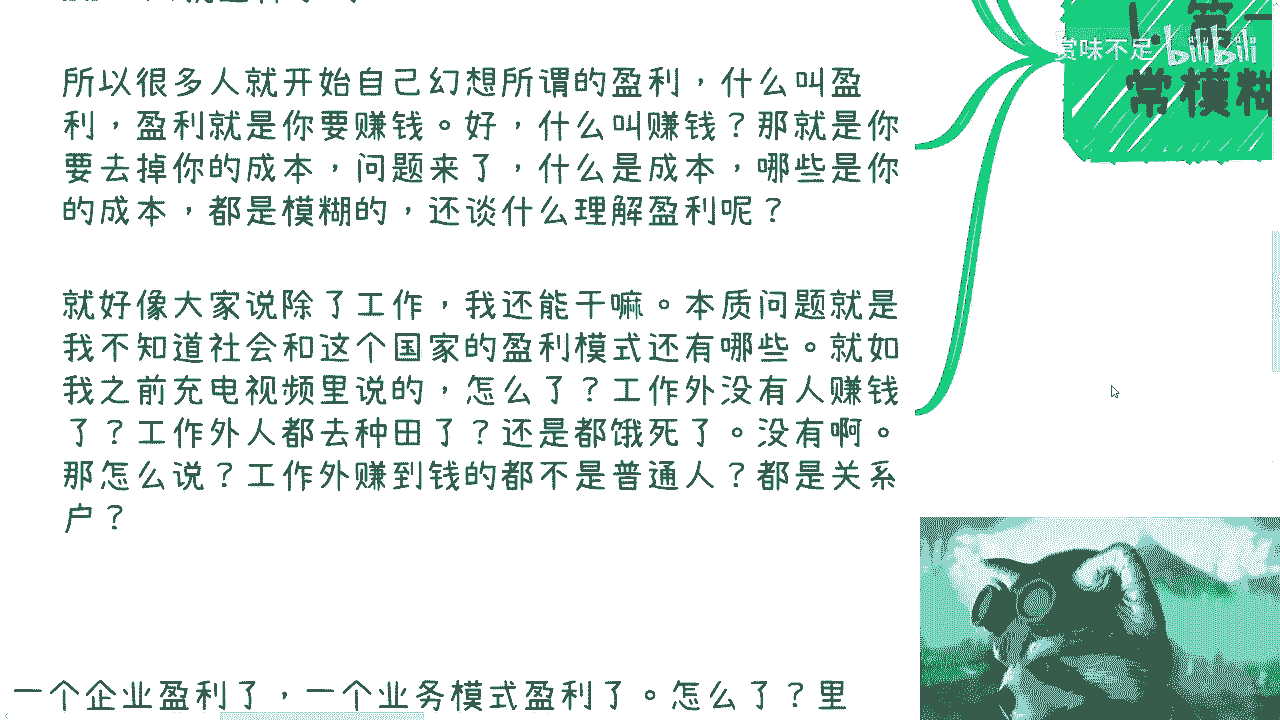 所以很多人就开始自己幻想所谓的盈利，什么叫盈
利，盈利就是你要赚钱。好，什么叫赚钱？那就是你
要去掉你的成本，问题来了，什么是成本，哪些是你
的成本，都是模糊的，还谈什么理解盈利呢？
就好像大家说除了工作，我还能干嘛。本质问题就是
我不知道社会和这个国家的盈利模式还有哪些。就如
我之前充电视频里说的，怎么了？工作外没有人赚钱
了？工作外人都去种田了？还是都饿死了。没有啊。
那怎么说？工作外赚到钱的都不是普通人？都是关系
户？
一个企业盈利了，一个业务模式盈利了。怎么了？里
1. 第一
赏味不足 bilibili
常模糊